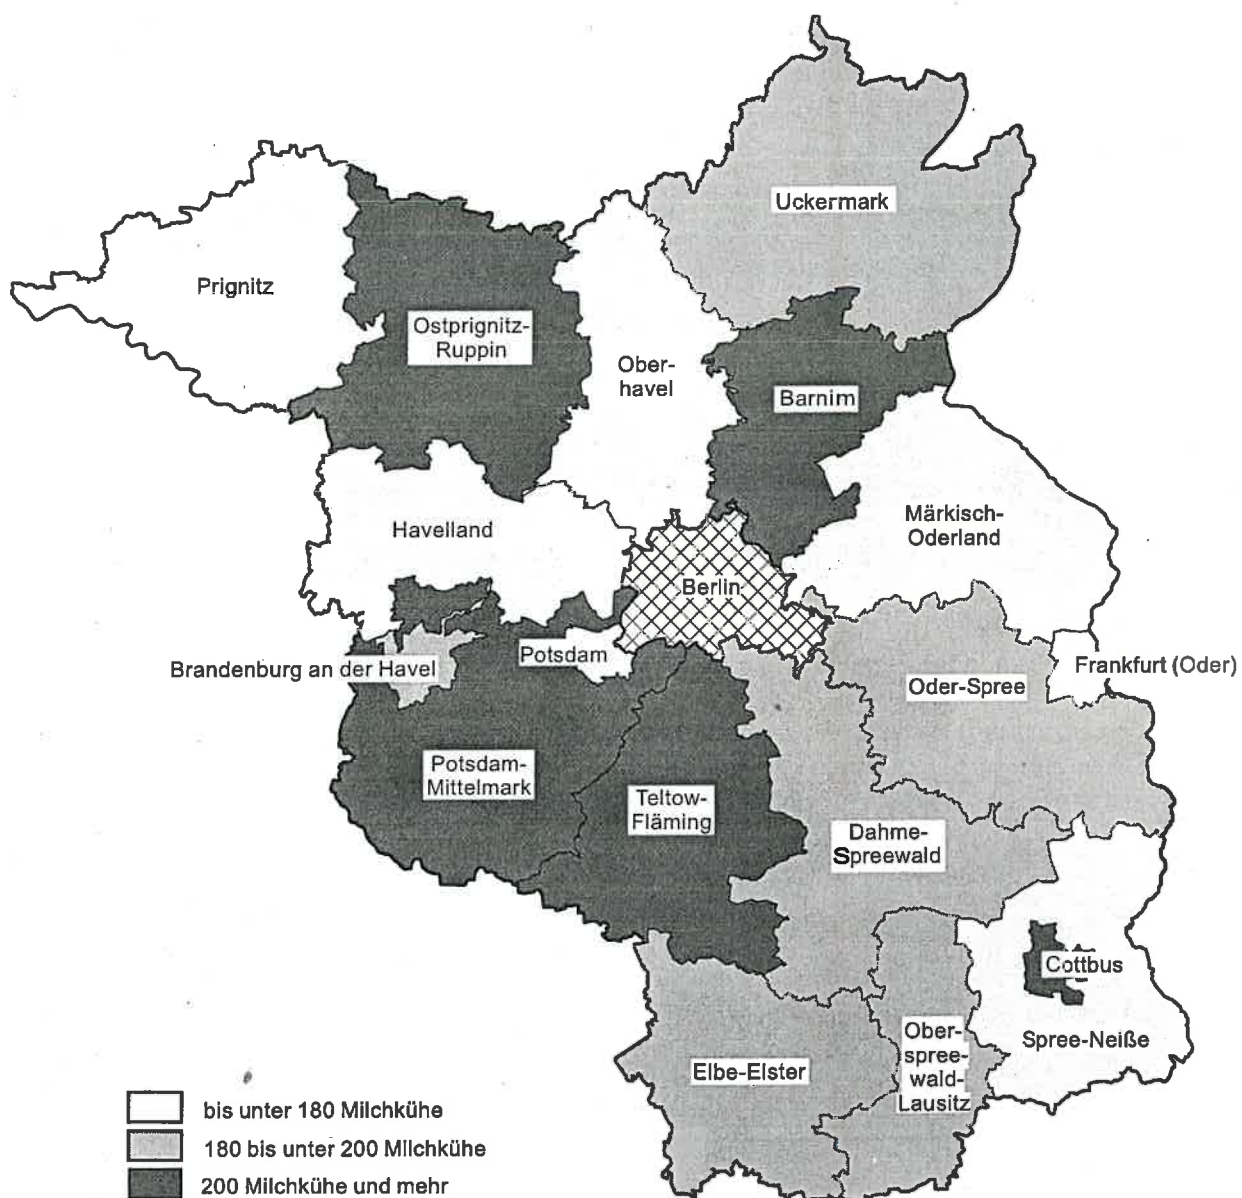 Uckermark
Prignitz
Ostprignitz-
Ruppin
Ober-
havel
Barnim
Märkisch-
Oderland
Havelland
Berlin
Potsdam
Brandenburg an der Havel
Frankfurt (Oder)
Oder-Spree
Potsdam-
Mittelmark
Teltow-
Fläming
Dahme-
Spreewald
Cottbus
Spree-Neiße
Ober-
spree-
wald-
Lausitz
Elbe-Elster
bis unter 180 Milchkühe
180 bis unter 200 Milchkühe
200 Milchkühe und mehr